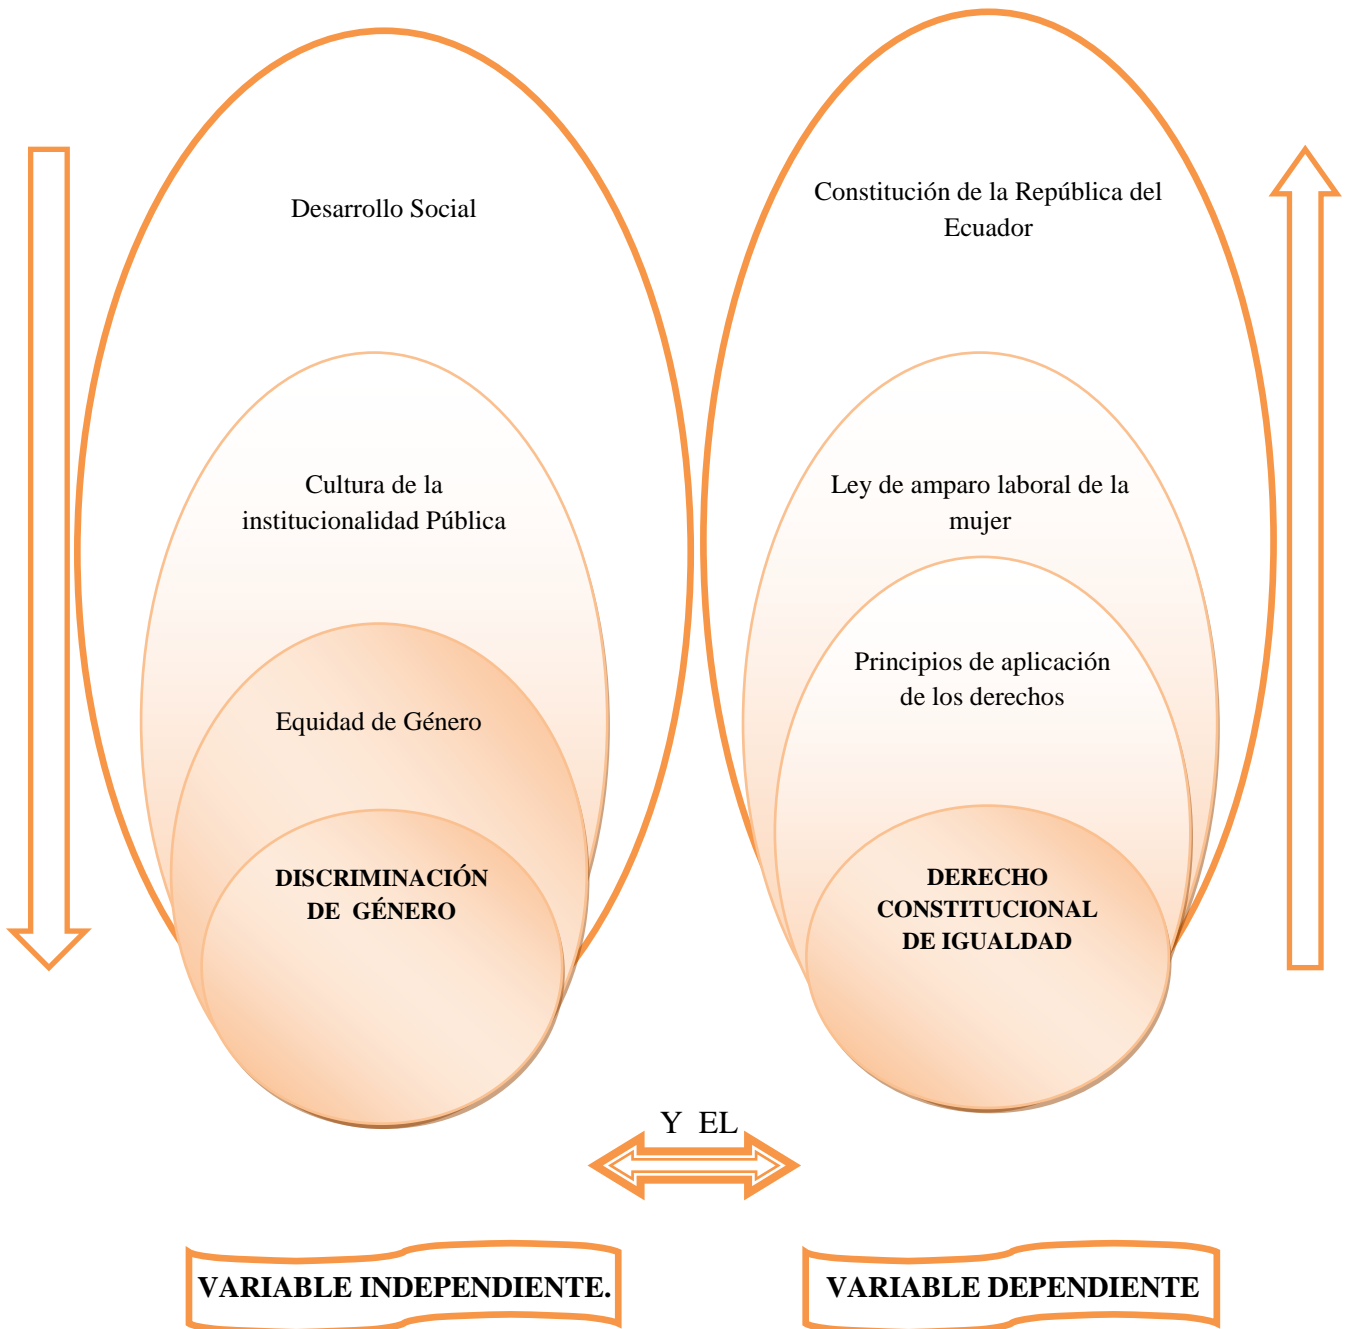 Desarrollo Social
Cultura de la
institucionalidad Pública
Equidad de Género
DISCRIMINACIÓN
DE GÉNERO
Constitución de la República del
Ecuador
Ley de amparo laboral de la
mujer
Principios de aplicación
de los derechos
DERECHO
CONSTITUCIONAL
DE IGUALDAD
Y EL
VARIABLE INDEPENDIENTE.
VARIABLE DEPENDIENTE